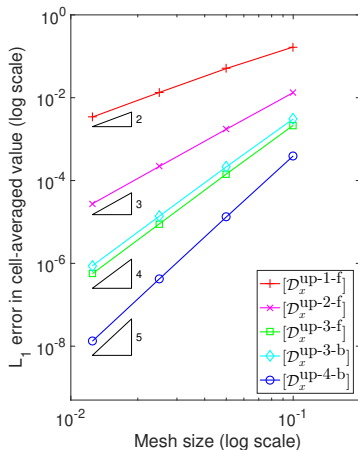 10^0
10^-2
10^-4
10^-6
10^-8
L_1 error in cell-averaged value (log scale)
2
3
4
5
[𝒟_x^up-1-f]
[𝒟_x^up-2-f]
[𝒟_x^up-3-f]
[𝒟_x^up-3-b]
[𝒟_x^up-4-b]
10^-2
10^-1
Mesh size (log scale)